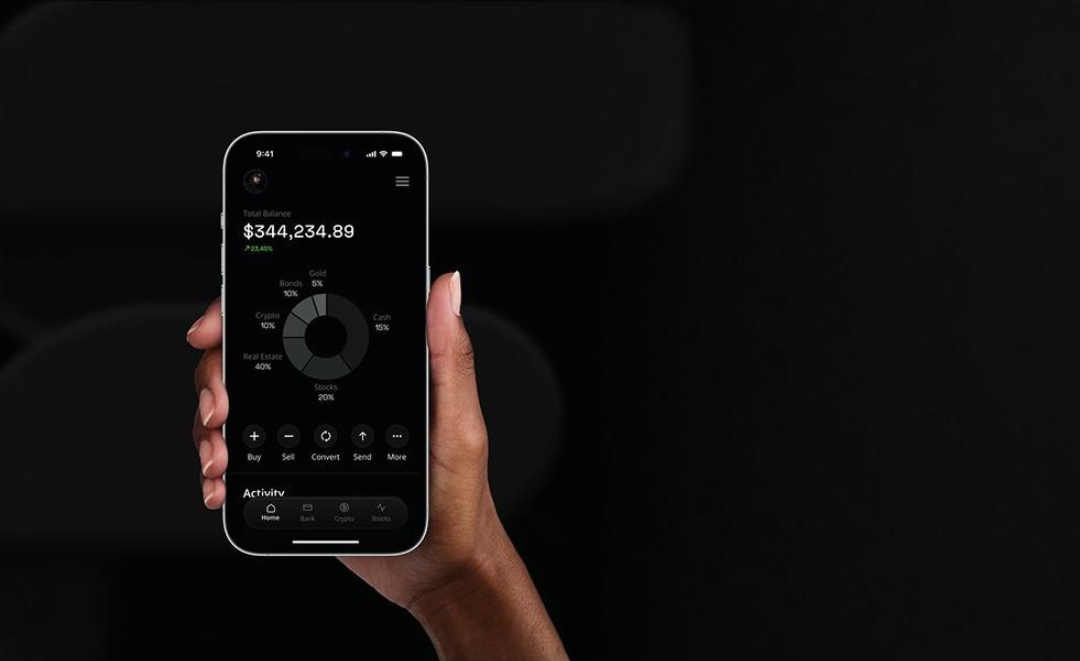 9:41
Total Balance
$344,234.89
↗23,40%
Gold
5%
Bonds
10%
Crypto
10%
Cash
15%
Real Estate
40%
Stocks
20%
Buy
Sell
Convert
Send
More
Activity
Home
Bank
Crypto
Stocks